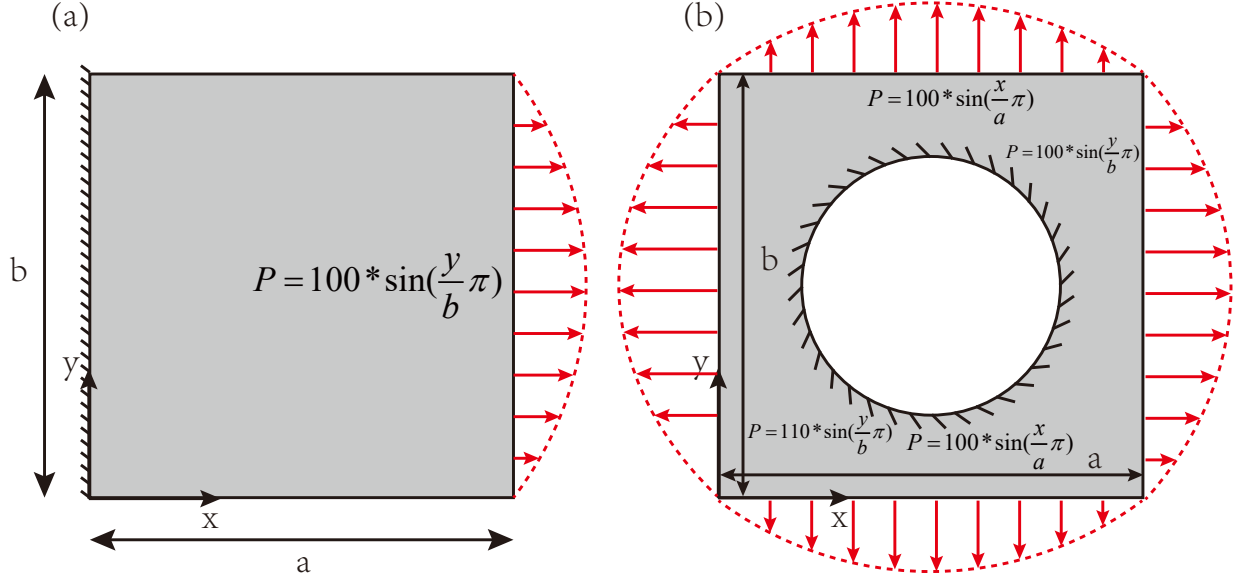 (a)
b
P=100*sin(y/b π)
y
x
a
(b)
P=100*sin(x/a π)
P=100*sin(y/b π)
b
y
P=110*sin(y/b π)
P=100*sin(x/a π)
a
x